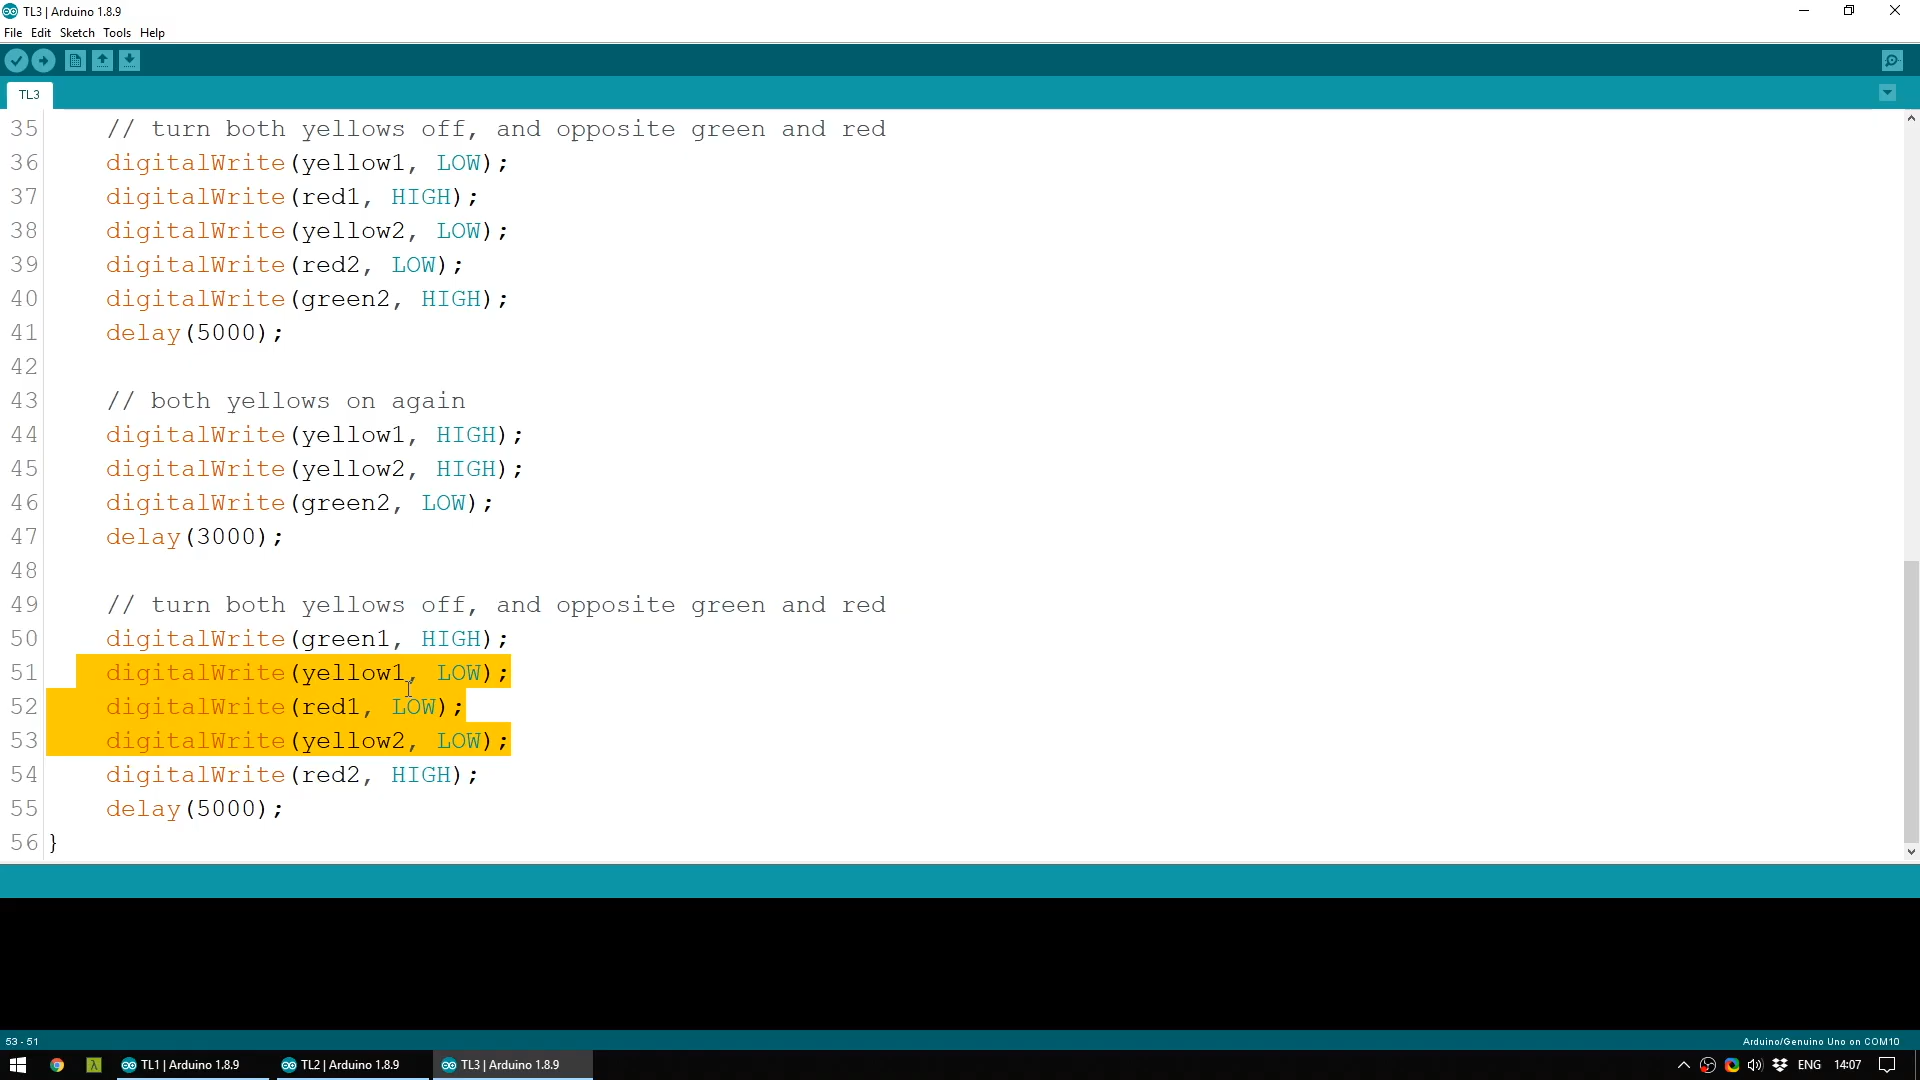 TL3 | Arduino 1.8.9
File Edit Sketch Tools Help
TL3
35 // turn both yellows off, and opposite green and red
36 digitalWrite(yellow1, LOW);
37 digitalWrite(red1, HIGH);
38 digitalWrite(yellow2, LOW);
39 digitalWrite(red2, LOW);
40 digitalWrite(green2, HIGH);
41 delay(5000);
42
43 // both yellows on again
44 digitalWrite(yellow1, HIGH);
45 digitalWrite(yellow2, HIGH);
46 digitalWrite(green2, LOW);
47 delay(3000);
48
49 // turn both yellows off, and opposite green and red
50 digitalWrite(green1, HIGH);
51 digitalWrite(yellow1, LOW);
52 digitalWrite(red1, LOW);
53 digitalWrite(yellow2, LOW);
54 digitalWrite(red2, HIGH);
55 delay(5000);
56 }
53 - 51 Arduino/Genuino Uno on COM10
TL1 | Arduino 1.8.9 TL2 | Arduino 1.8.9 TL3 | Arduino 1.8.9 ENG 14:07